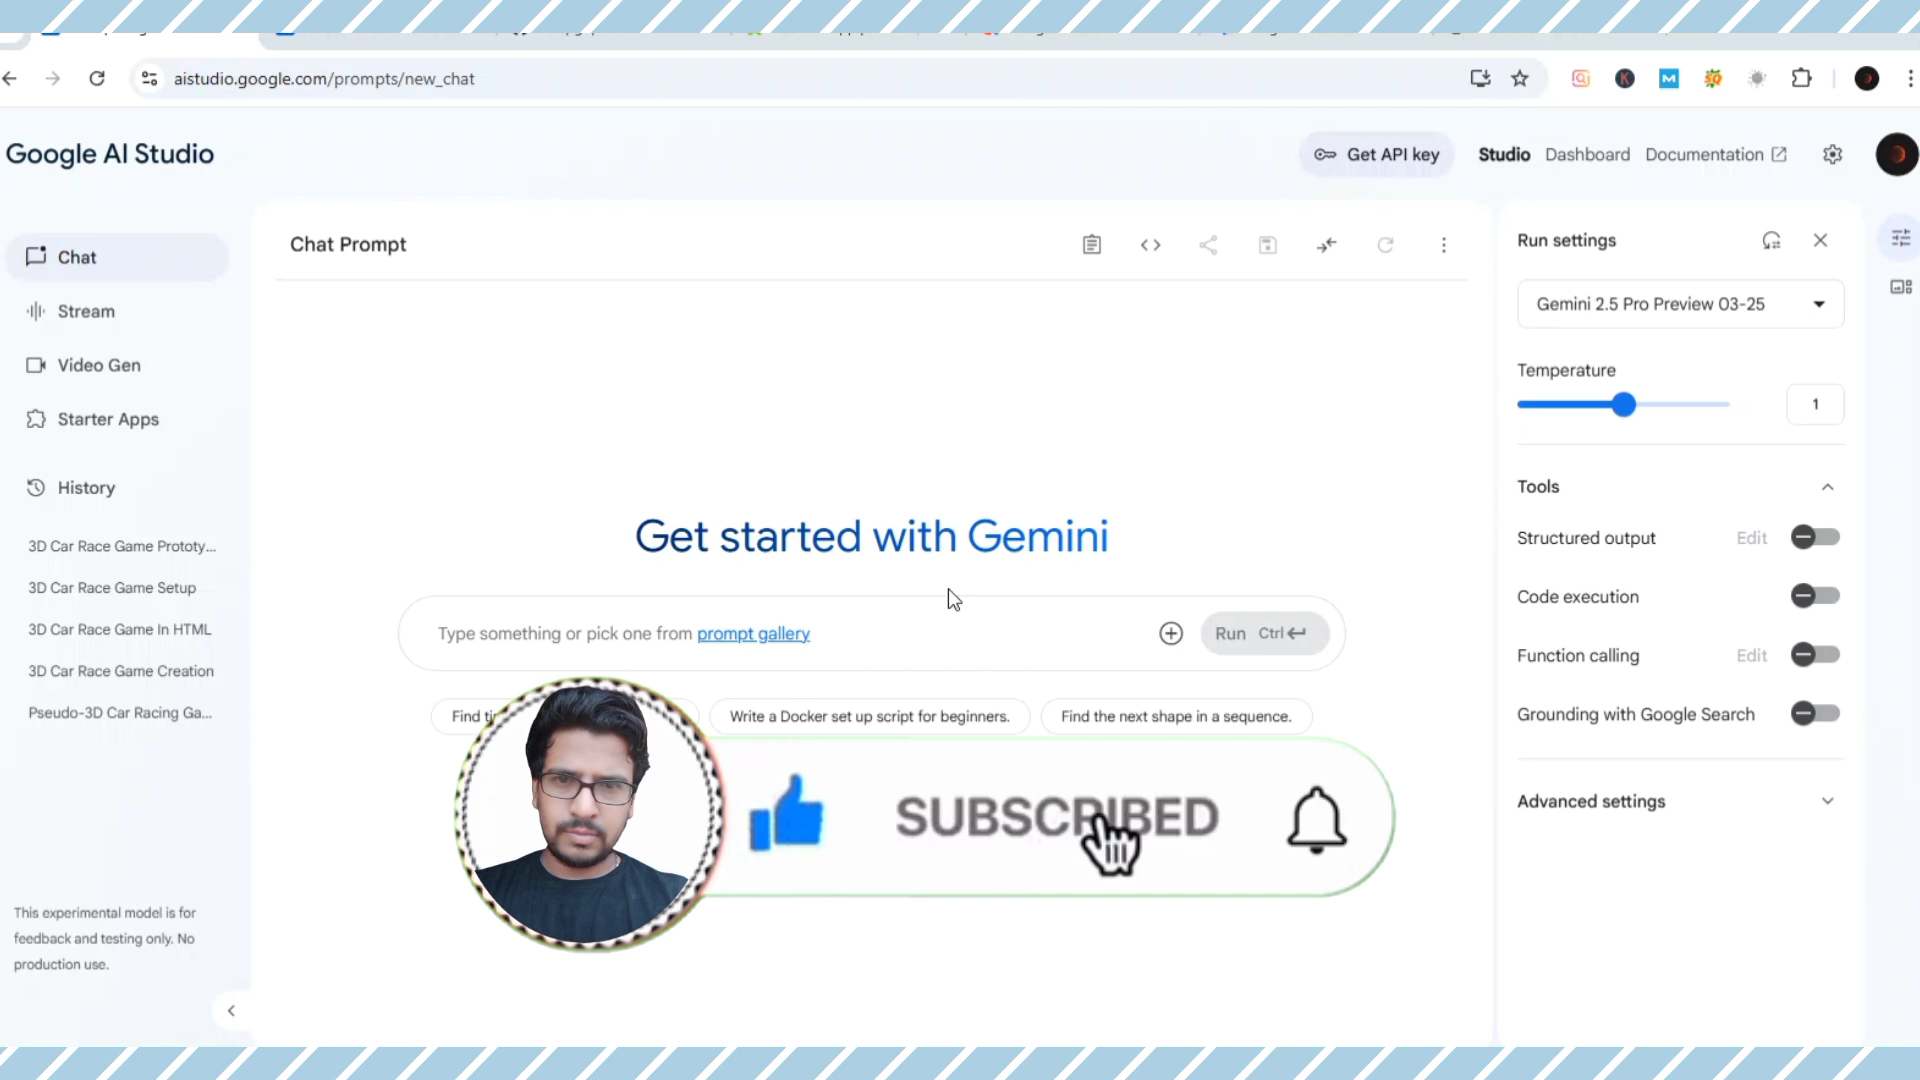 aistudio.google.com/prompts/new_chat
Google AI Studio
Get API key
Studio
Dashboard
Documentation
Chat
Stream
Video Gen
Starter Apps
History
3D Car Race Game Prototy...
3D Car Race Game Setup
3D Car Race Game In HTML
3D Car Race Game Creation
Pseudo-3D Car Racing Ga...
This experimental model is for
feedback and testing only. No
production use.
Chat Prompt
Get started with Gemini
Type something or pick one from prompt gallery
Run Ctrl
Find
Write a Docker set up script for beginners.
Find the next shape in a sequence.
SUBSCRIBED
Run settings
Gemini 2.5 Pro Preview 03-25
Temperature
1
Tools
Structured output Edit
Code execution
Function calling Edit
Grounding with Google Search
Advanced settings